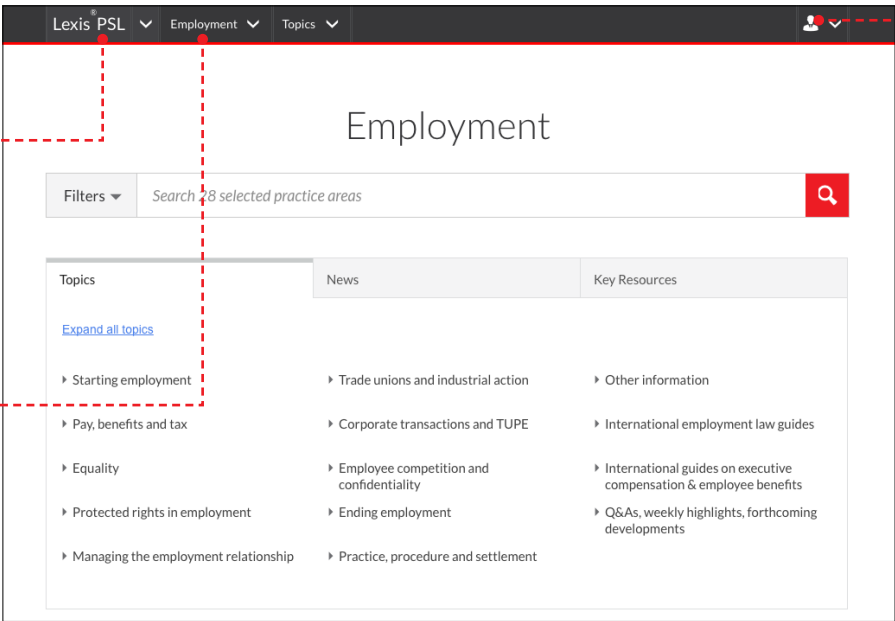 Lexis® PSL Employment Topics
Employment
Filters Search 28 selected practice areas
Topics News Key Resources
Expand all topics
Starting employment
Pay, benefits and tax
Equality
Protected rights in employment
Managing the employment relationship
Trade unions and industrial action
Corporate transactions and TUPE
Employee competition and
confidentiality
Ending employment
Practice, procedure and settlement
Other information
International employment law guides
International guides on executive
compensation & employee benefits
Q&As, weekly highlights, forthcoming
developments